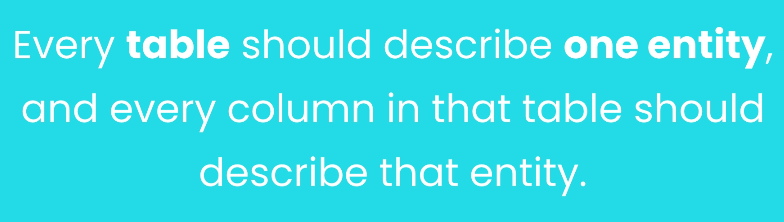 Every table should describe one entity,
and every column in that table should
describe that entity.